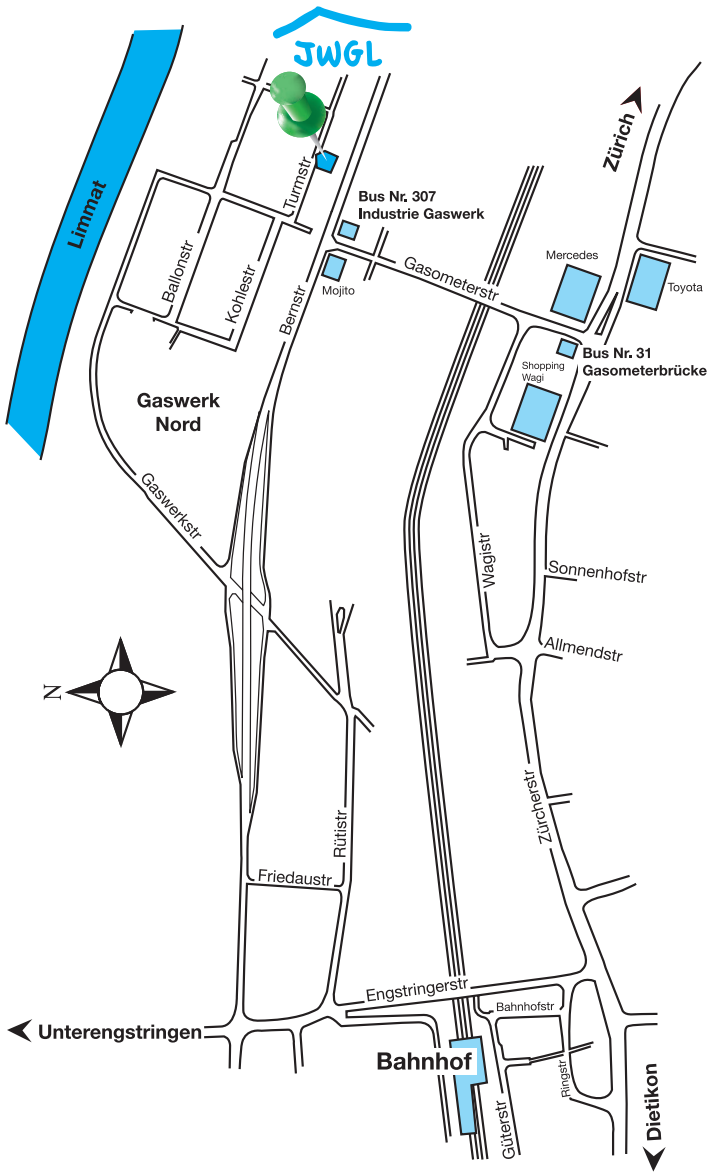 JWGL
Zürich
Limmat
Turmstr
Bus Nr. 307
Industrie Gaswerk
Ballonstr
Kohlestr
Bernstr
Mojito
Gasometerstr
Mercedes
Toyota
Bus Nr. 31
Gasometerbrücke
Shopping
Wagi
Gaswerk
Nord
Gaswerkstr
Wagistr
Sonnenhofstr
Allmendstr
N
Zürcherstr
Rütistr
Friedaustr
Engstringerstr
Bahnhofstr
Unterengstringen
Bahnhof
Ringstr
Güterstr
Dietikon